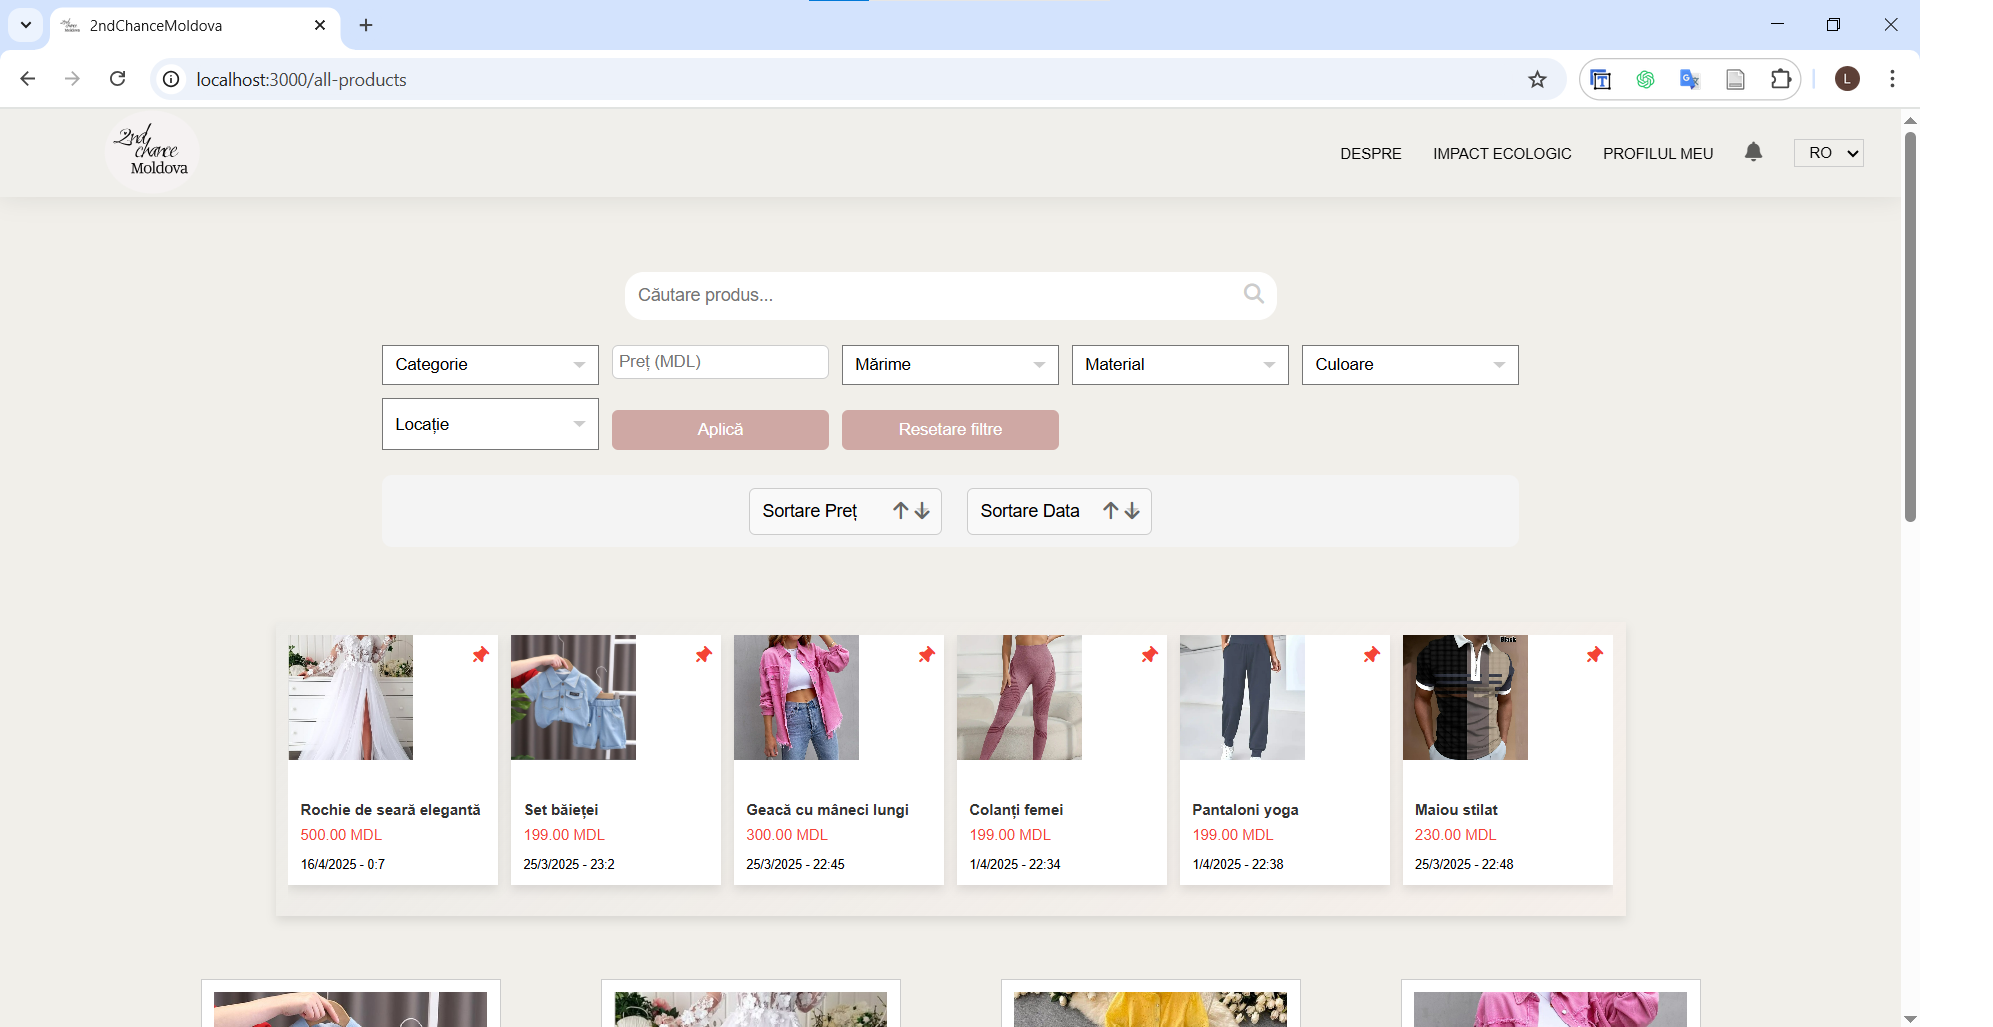 2ndChanceMoldova
localhost:3000/all-products
L
2nd
chance
Moldova
DESPRE IMPACT ECOLOGIC PROFILUL MEU RO
Căutare produs...
Categorie Preț (MDL) Mărime Material Culoare
Locație Aplică Resetare filtre
Sortare Preț Sortare Data
Rochie de seară elegantă Set băieței Geacă cu mâneci lungi Colanți femei Pantaloni yoga Maiou stilat
500.00 MDL 199.00 MDL 300.00 MDL 199.00 MDL 199.00 MDL 230.00 MDL
16/4/2025 - 0:7 25/3/2025 - 23:2 25/3/2025 - 22:45 1/4/2025 - 22:34 1/4/2025 - 22:38 25/3/2025 - 22:48